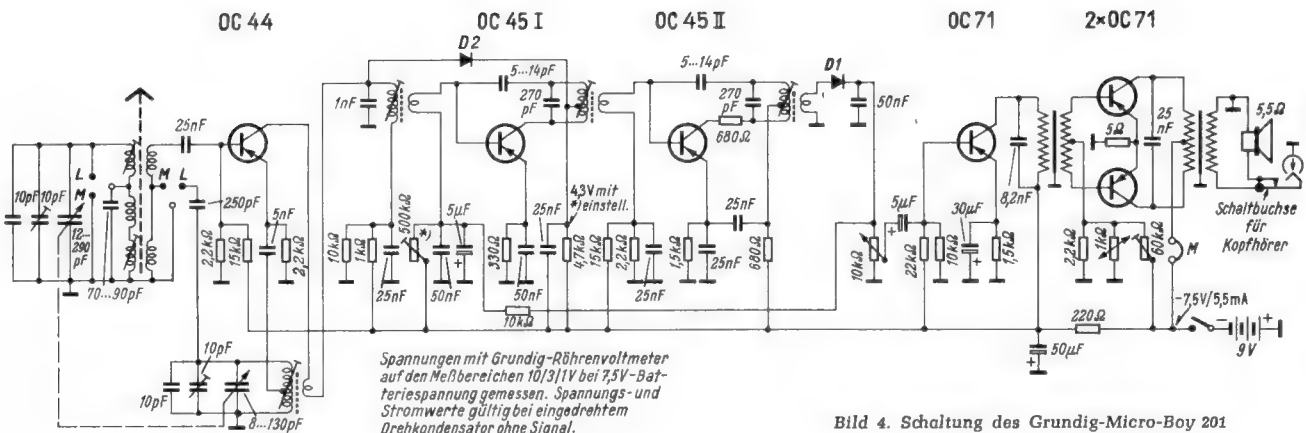 OC 44
OC 45 I
OC 45 II
OC 71
2×OC 71
D2
D1
5...14pF
5...14pF
1nF
270 pF
270 pF
50nF
680Ω
25nF
25 nF
5Ω
5,5Ω
8,2nF
10pF
10pF
L
M
M
L
12...290 pF
250pF
5nF
70...90pF
2,2kΩ
15kΩ
2,2kΩ
10kΩ
1kΩ
25nF
500kΩ
*)
50nF
5µF
+
330Ω
50nF
25nF
4,3V mit
*) einstell.
4,7kΩ
15kΩ
2,2kΩ
25nF
1,5kΩ
25nF
25nF
680Ω
10kΩ
5µF
+
22kΩ
10kΩ
30µF
+
1,5kΩ
2,2kΩ
1kΩ
60kΩ
M
Schaltbuchse
für
Kopfhörer
10kΩ
-7,5V/5,5mA
220Ω
50µF
+
-
+
9V
10pF
10pF
8...130pF
Spannungen mit Grundig-Röhrenvoltmeter
auf den Meßbereichen 10/3/1V bei 7,5V-Bat-
teriespannung gemessen. Spannungs- und
Stromwerte gültig bei eingedrehtem
Drehkondensator ohne Signal.
Bild 4. Schaltung des Grundig-Micro-Boy 201